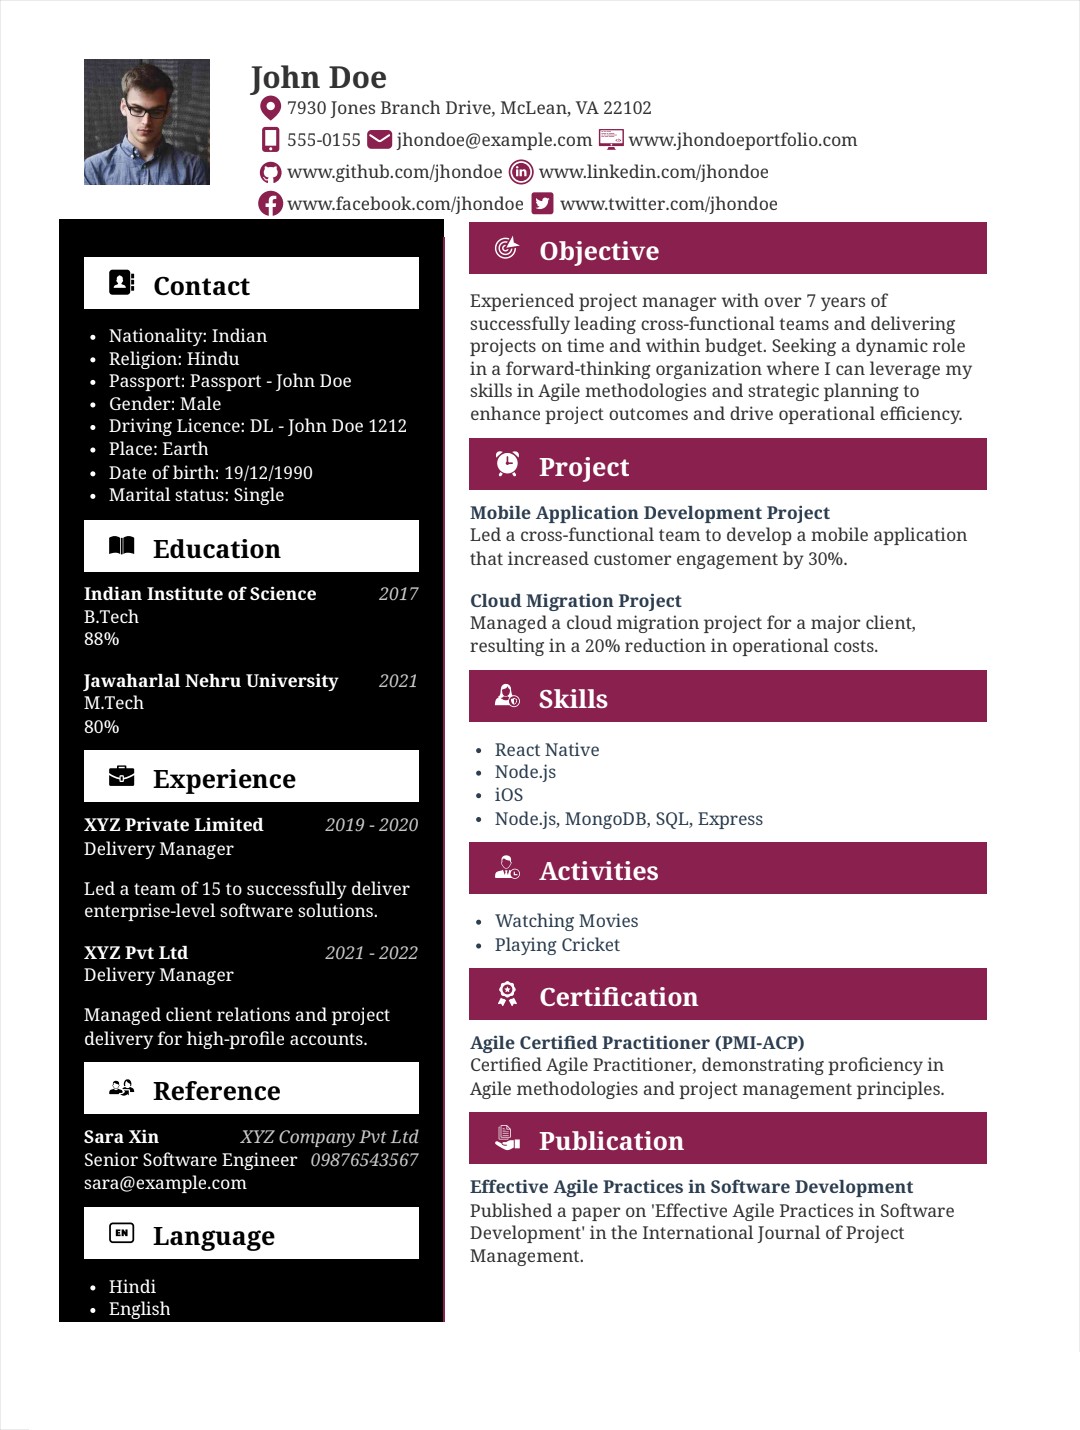 John Doe
7930 Jones Branch Drive, McLean, VA 22102
555-0155 jhondoe@example.com www.jhondoeportfolio.com
www.github.com/jhondoe www.linkedin.com/jhondoe
www.facebook.com/jhondoe www.twitter.com/jhondoe
Contact
• Nationality: Indian
• Religion: Hindu
• Passport: Passport - John Doe
• Gender: Male
• Driving Licence: DL - John Doe 1212
• Place: Earth
• Date of birth: 19/12/1990
• Marital status: Single
Education
Indian Institute of Science 2017
B.Tech
88%
Jawaharlal Nehru University 2021
M.Tech
80%
Experience
XYZ Private Limited 2019 - 2020
Delivery Manager
Led a team of 15 to successfully deliver
enterprise-level software solutions.
XYZ Pvt Ltd 2021 - 2022
Delivery Manager
Managed client relations and project
delivery for high-profile accounts.
Reference
Sara Xin XYZ Company Pvt Ltd
Senior Software Engineer 09876543567
sara@example.com
EN Language
• Hindi
• English
Objective
Experienced project manager with over 7 years of
successfully leading cross-functional teams and delivering
projects on time and within budget. Seeking a dynamic role
in a forward-thinking organization where I can leverage my
skills in Agile methodologies and strategic planning to
enhance project outcomes and drive operational efficiency.
Project
Mobile Application Development Project
Led a cross-functional team to develop a mobile application
that increased customer engagement by 30%.
Cloud Migration Project
Managed a cloud migration project for a major client,
resulting in a 20% reduction in operational costs.
Skills
• React Native
• Node.js
• iOS
• Node.js, MongoDB, SQL, Express
Activities
• Watching Movies
• Playing Cricket
Certification
Agile Certified Practitioner (PMI-ACP)
Certified Agile Practitioner, demonstrating proficiency in
Agile methodologies and project management principles.
Publication
Effective Agile Practices in Software Development
Published a paper on 'Effective Agile Practices in Software
Development' in the International Journal of Project
Management.